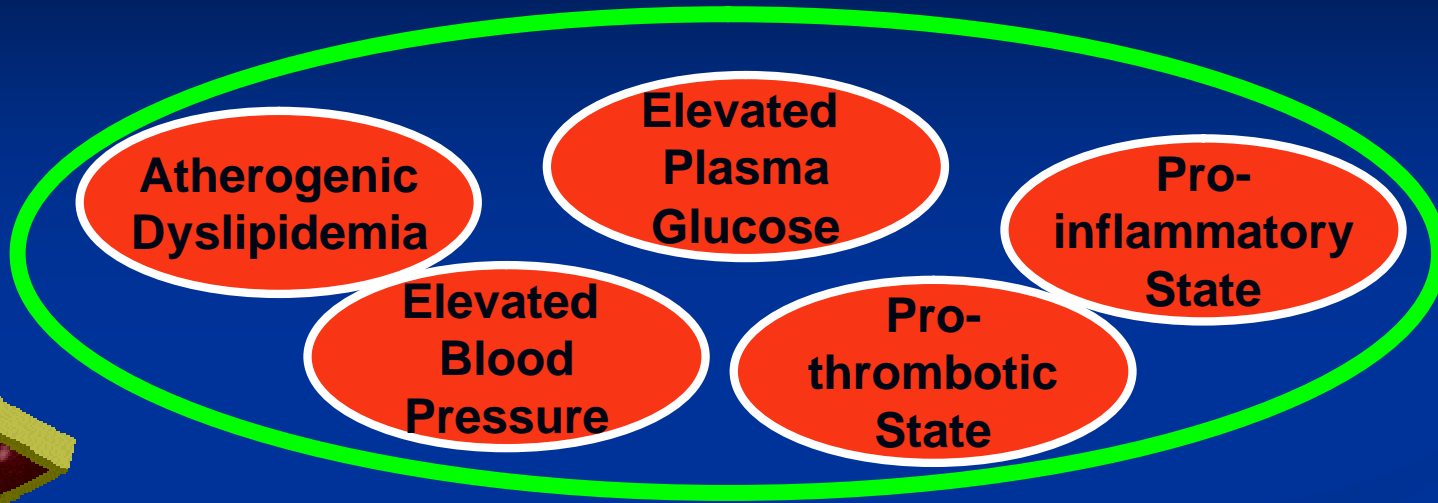 Atherogenic
Dyslipidemia
Elevated
Plasma
Glucose
Pro-
inflammatory
State
Elevated
Blood
Pressure
Pro-
thrombotic
State